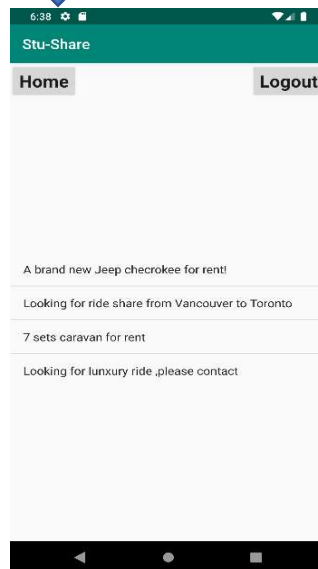 6:38
Stu-Share
Home
Logout
A brand new Jeep checrokee for rent!
Looking for ride share from Vancouver to Toronto
7 sets caravan for rent
Looking for lunxury ride ,please contact